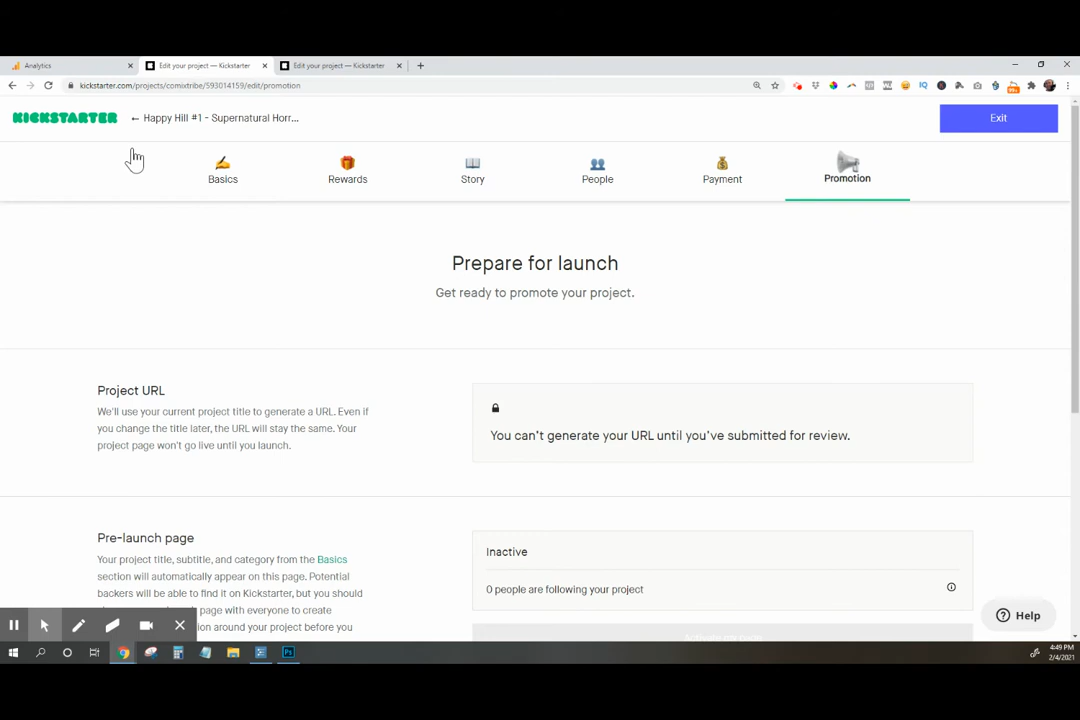 Analytics
Edit your project — Kickstarter
Edit your project — Kickstarter
kickstarter.com/projects/comixtribe/593014159/edit/promotion
KICKSTARTER
← Happy Hill #1 - Supernatural Horr...
Exit
Basics
Rewards
Story
People
Payment
Promotion
Prepare for launch
Get ready to promote your project.
Project URL
We'll use your current project title to generate a URL. Even if
you change the title later, the URL will stay the same. Your
project page won't go live until you launch.
You can't generate your URL until you've submitted for review.
Pre-launch page
Your project title, subtitle, and category from the Basics
section will automatically appear on this page. Potential
backers will be able to find it on Kickstarter, but you should
page with everyone to create
around your project before you
Inactive
0 people are following your project
Help
4:49 PM
2/4/2021